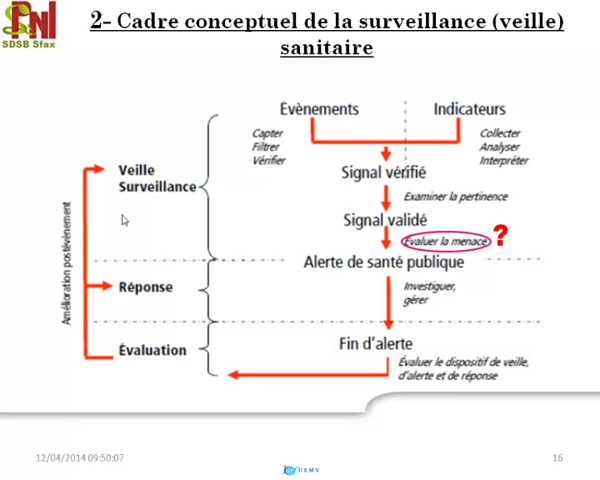 PNI
SDSB Sfax
2- Cadre conceptuel de la surveillance (veille)
sanitaire
Évènements
Indicateurs
Capter
Filtrer
Vérifier
Collecter
Analyser
Interpréter
Signal vérifié
Examiner la pertinence
Signal validé
Évaluer la menace
?
Alerte de santé publique
Investiguer,
gérer
Fin d'alerte
Évaluer le dispositif de veille,
d'alerte et de réponse
Veille
Surveillance
Réponse
Évaluation
Amélioration postévènement
12/04/2014 09:50:07
UEMV
16